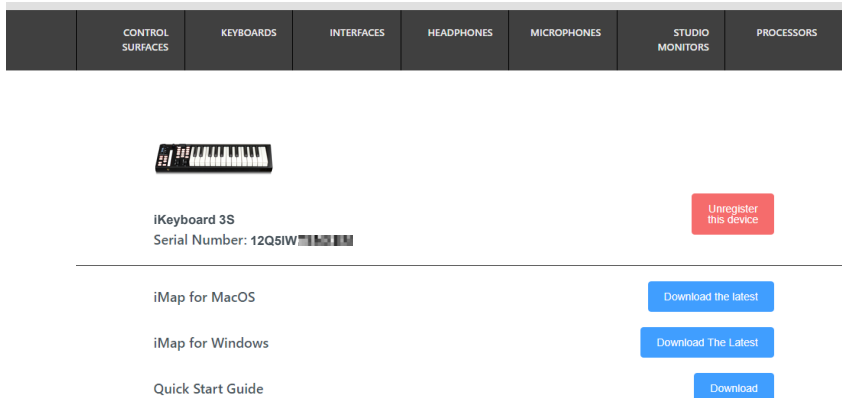 CONTROL SURFACES
KEYBOARDS
INTERFACES
HEADPHONES
MICROPHONES
STUDIO MONITORS
PROCESSORS
iKeyboard 3S
Serial Number: 12Q5IW
Unregister
this device
iMap for MacOS
Download the latest
iMap for Windows
Download The Latest
Quick Start Guide
Download